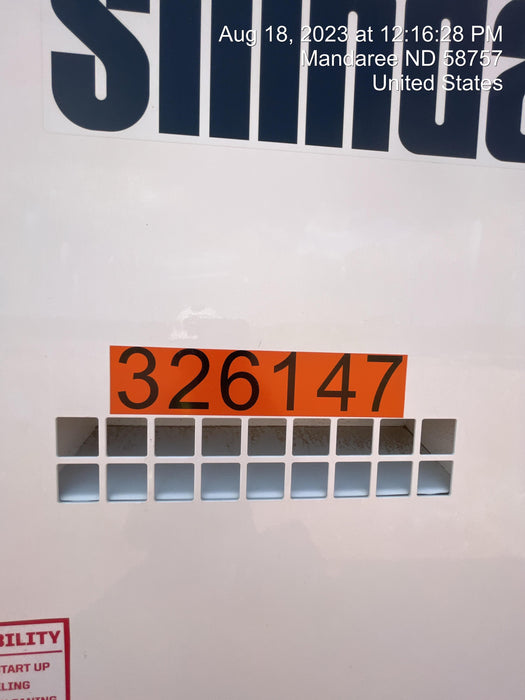 Aug 18, 2023 at 12:16:28 PM
Mandaree ND 58757
United States
326147
BILITY
TART UP
LING